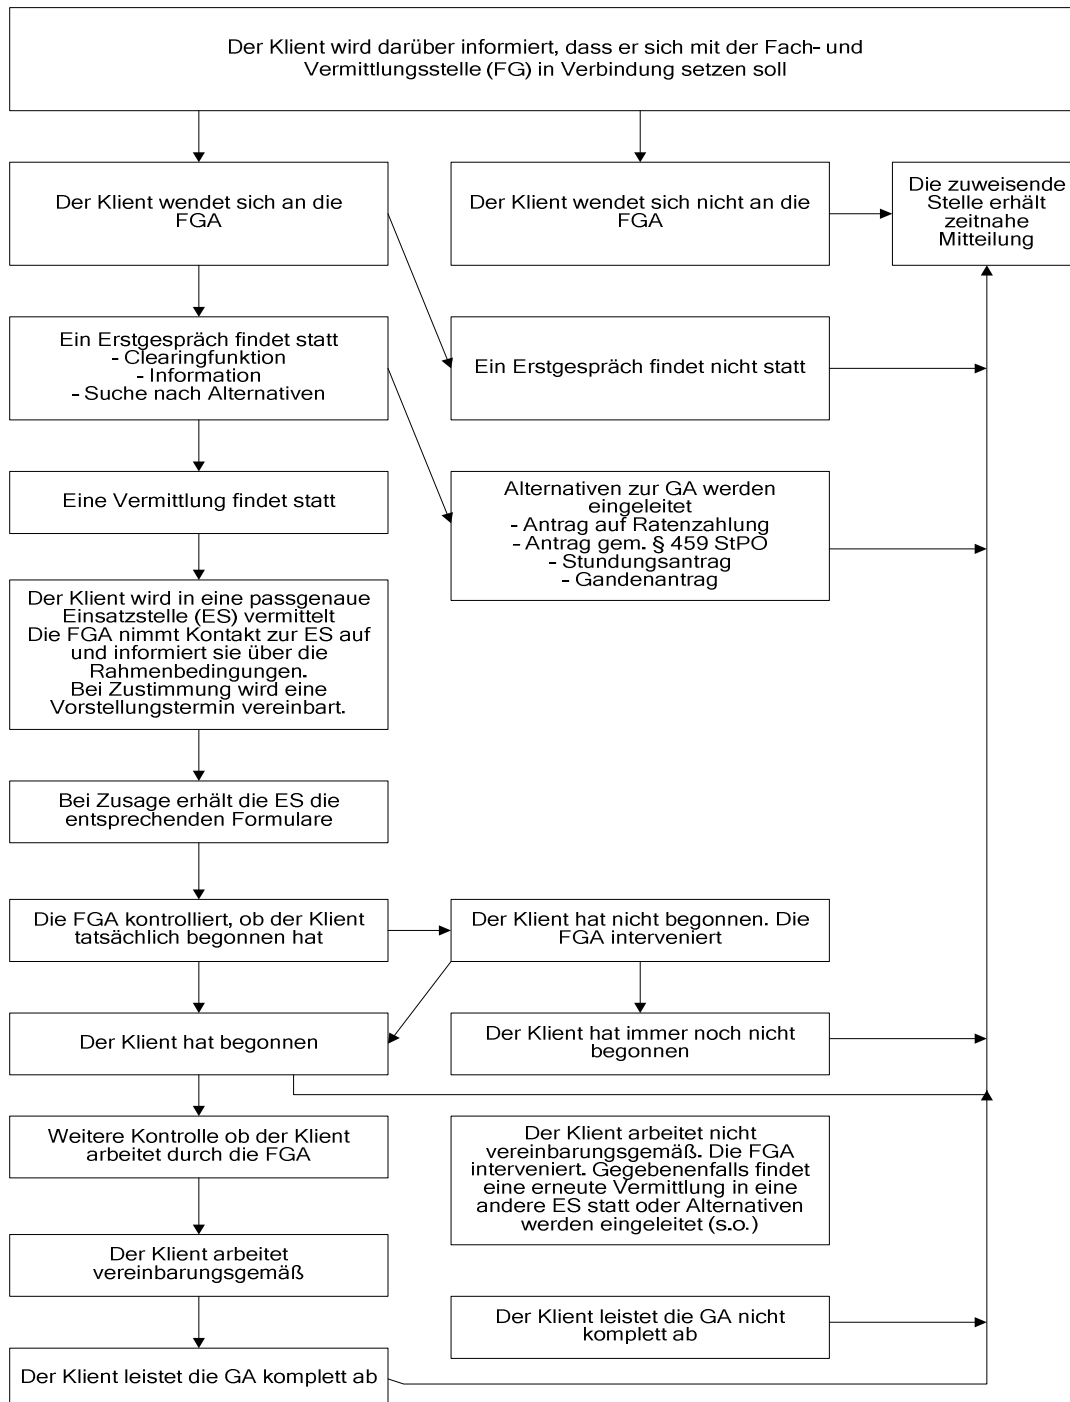 Der Klient wird darüber informiert, dass er sich mit der Fach- und
Vermittlungsstelle (FG) in Verbindung setzen soll
Der Klient wendet sich an die
FGA
Der Klient wendet sich nicht an die
FGA
Die zuweisende
Stelle erhält
zeitnahe
Mitteilung
Ein Erstgespräch findet statt
- Clearingfunktion
- Information
- Suche nach Alternativen
Ein Erstgespräch findet nicht statt
Eine Vermittlung findet statt
Alternativen zur GA werden
eingeleitet
- Antrag auf Ratenzahlung
- Antrag gem. § 459 StPO
- Stundungsantrag
- Gandenantrag
Der Klient wird in eine passgenaue
Einsatzstelle (ES) vermittelt
Die FGA nimmt Kontakt zur ES auf
und informiert sie über die
Rahmenbedingungen.
Bei Zustimmung wird eine
Vorstellungstermin vereinbart.
Bei Zusage erhält die ES die
entsprechenden Formulare
Die FGA kontrolliert, ob der Klient
tatsächlich begonnen hat
Der Klient hat nicht begonnen. Die
FGA interveniert
Der Klient hat begonnen
Der Klient hat immer noch nicht
begonnen
Weitere Kontrolle ob der Klient
arbeitet durch die FGA
Der Klient arbeitet nicht
vereinbarungsgemäß. Die FGA
interveniert. Gegebenenfalls findet
eine erneute Vermittlung in eine
andere ES statt oder Alternativen
werden eingeleitet (s.o.)
Der Klient arbeitet
vereinbarungsgemäß
Der Klient leistet die GA nicht
komplett ab
Der Klient leistet die GA komplett ab